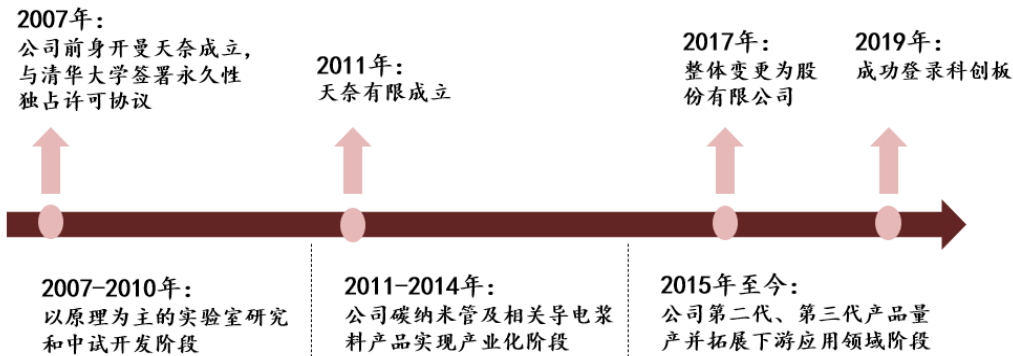 2007年：
公司前身开曼天奈成立，
与清华大学签署永久性
独占许可协议
2011年：
天奈有限成立
2017年：
整体变更为股
份有限公司
2019年：
成功登录科创板
2007-2010年：
以原理为主的实验室研究
和中试开发阶段
2011-2014年：
公司碳纳米管及相关导电浆
料产品实现产业化阶段
2015年至今：
公司第二代、第三代产品量
产并拓展下游应用领域阶段